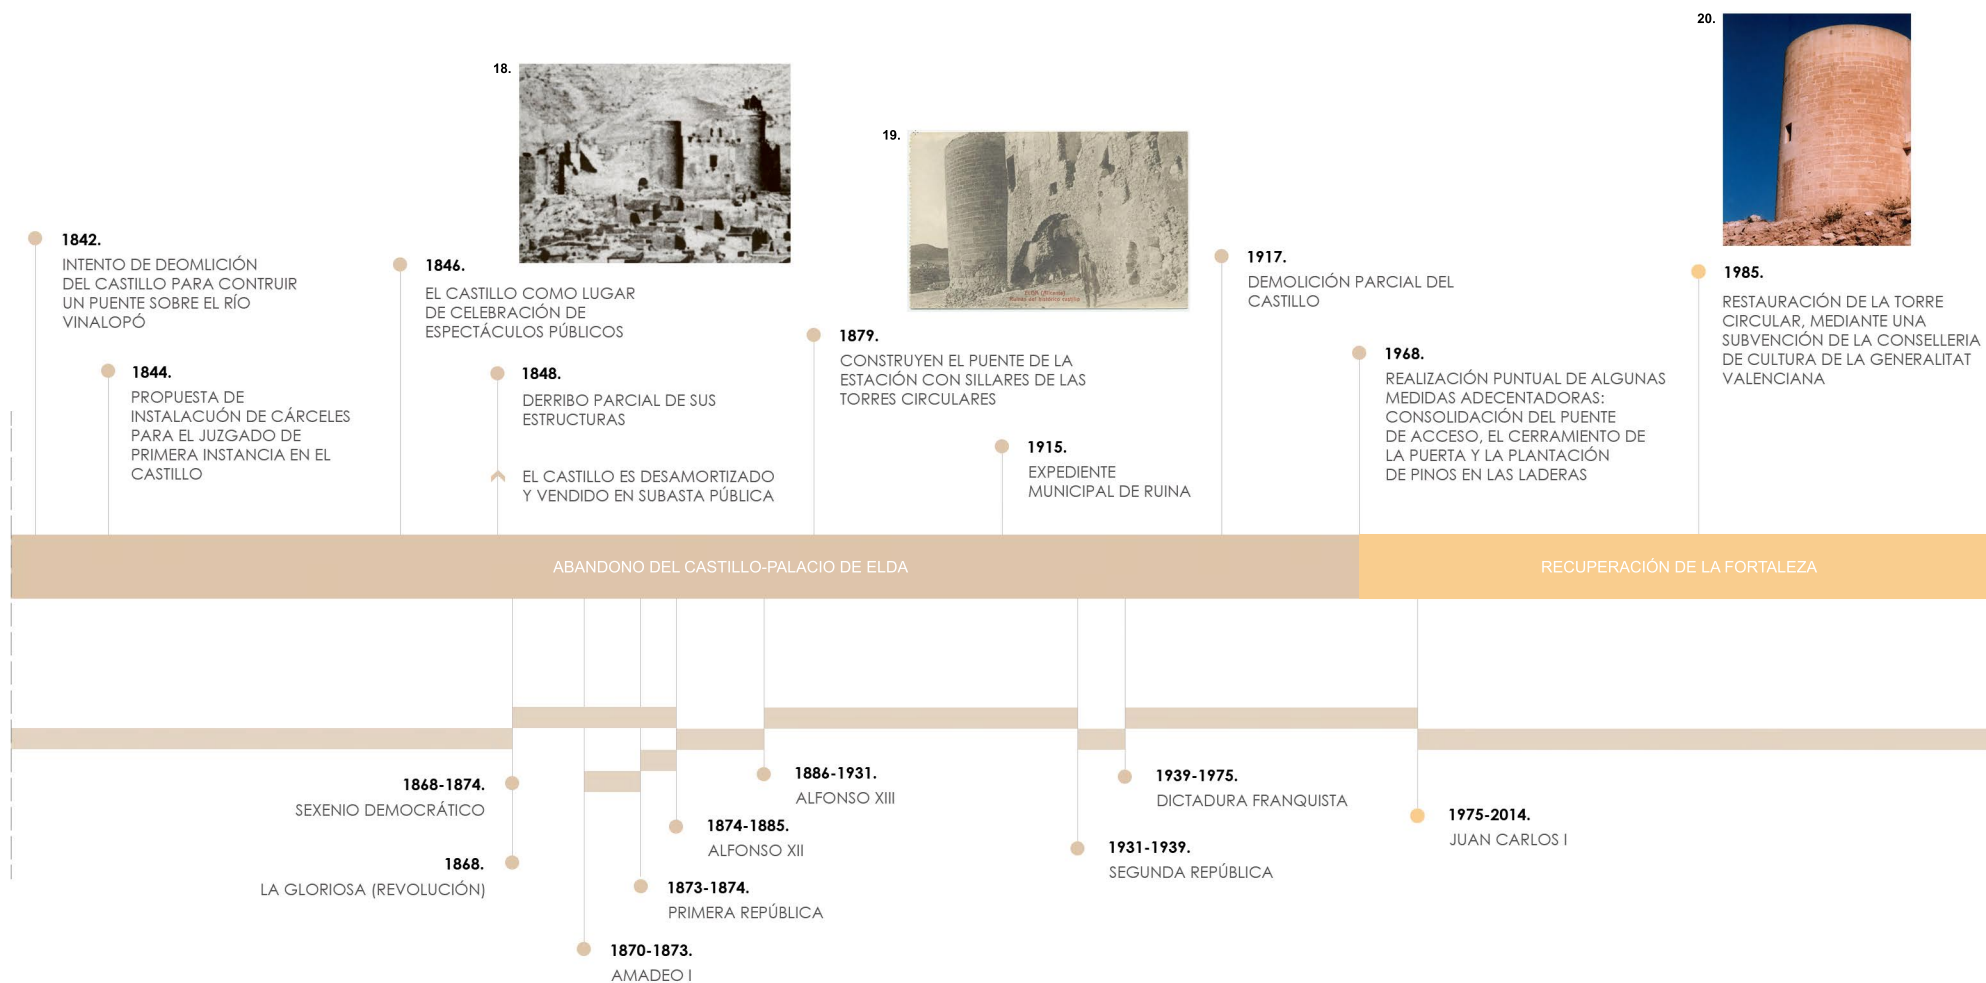 18.
19.
ELDA (Alicante)
Ruinas del histórico castillo
20.
1842.
INTENTO DE DEOMLICIÓN
DEL CASTILLO PARA CONTRUIR
UN PUENTE SOBRE EL RÍO
VINALOPÓ
1844.
PROPUESTA DE
INSTALACUÓN DE CÁRCELES
PARA EL JUZGADO DE
PRIMERA INSTANCIA EN EL
CASTILLO
1846.
EL CASTILLO COMO LUGAR
DE CELEBRACIÓN DE
ESPECTÁCULOS PÚBLICOS
1848.
DERRIBO PARCIAL DE SUS
ESTRUCTURAS
EL CASTILLO ES DESAMORTIZADO
Y VENDIDO EN SUBASTA PÚBLICA
1879.
CONSTRUYEN EL PUENTE DE LA
ESTACIÓN CON SILLARES DE LAS
TORRES CIRCULARES
1915.
EXPEDIENTE
MUNICIPAL DE RUINA
1917.
DEMOLICIÓN PARCIAL DEL
CASTILLO
1968.
REALIZACIÓN PUNTUAL DE ALGUNAS
MEDIDAS ADECENTADORAS:
CONSOLIDACIÓN DEL PUENTE
DE ACCESO, EL CERRAMIENTO DE
LA PUERTA Y LA PLANTACIÓN
DE PINOS EN LAS LADERAS
1985.
RESTAURACIÓN DE LA TORRE
CIRCULAR, MEDIANTE UNA
SUBVENCIÓN DE LA CONSELLERIA
DE CULTURA DE LA GENERALITAT
VALENCIANA
ABANDONO DEL CASTILLO-PALACIO DE ELDA
RECUPERACIÓN DE LA FORTALEZA
1868-1874.
SEXENIO DEMOCRÁTICO
1868.
LA GLORIOSA (REVOLUCIÓN)
1870-1873.
AMADEO I
1873-1874.
PRIMERA REPÚBLICA
1874-1885.
ALFONSO XII
1886-1931.
ALFONSO XIII
1931-1939.
SEGUNDA REPÚBLICA
1939-1975.
DICTADURA FRANQUISTA
1975-2014.
JUAN CARLOS I